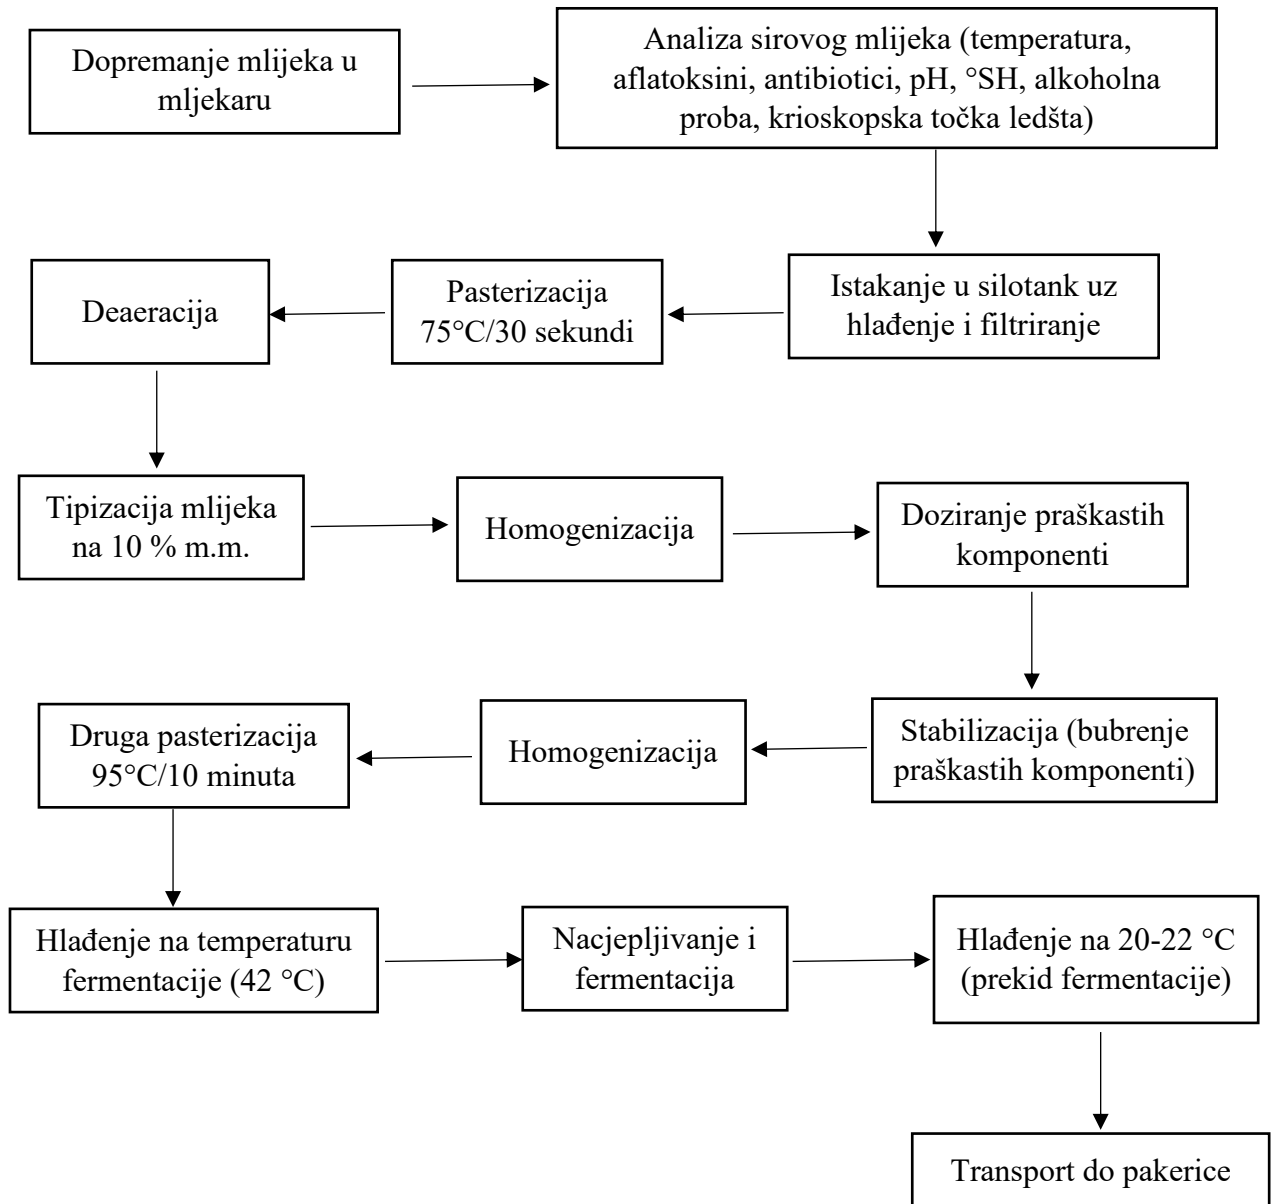 Dopremanje mlijeka u
mljekaru
Analiza sirovog mlijeka (temperatura,
aflatoksini, antibiotici, pH, °SH, alkoholna
proba, krioskopska točka ledšta)
Istakanje u silotank uz
hlađenje i filtriranje
Pasterizacija
75°C/30 sekundi
Deaeracija
Tipizacija mlijeka
na 10 % m.m.
Homogenizacija
Doziranje praškastih
komponenti
Stabilizacija (bubrenje
praškastih komponenti)
Homogenizacija
Druga pasterizacija
95°C/10 minuta
Hlađenje na temperaturu
fermentacije (42 °C)
Nacjepljivanje i
fermentacija
Hlađenje na 20-22 °C
(prekid fermentacije)
Transport do pakerice